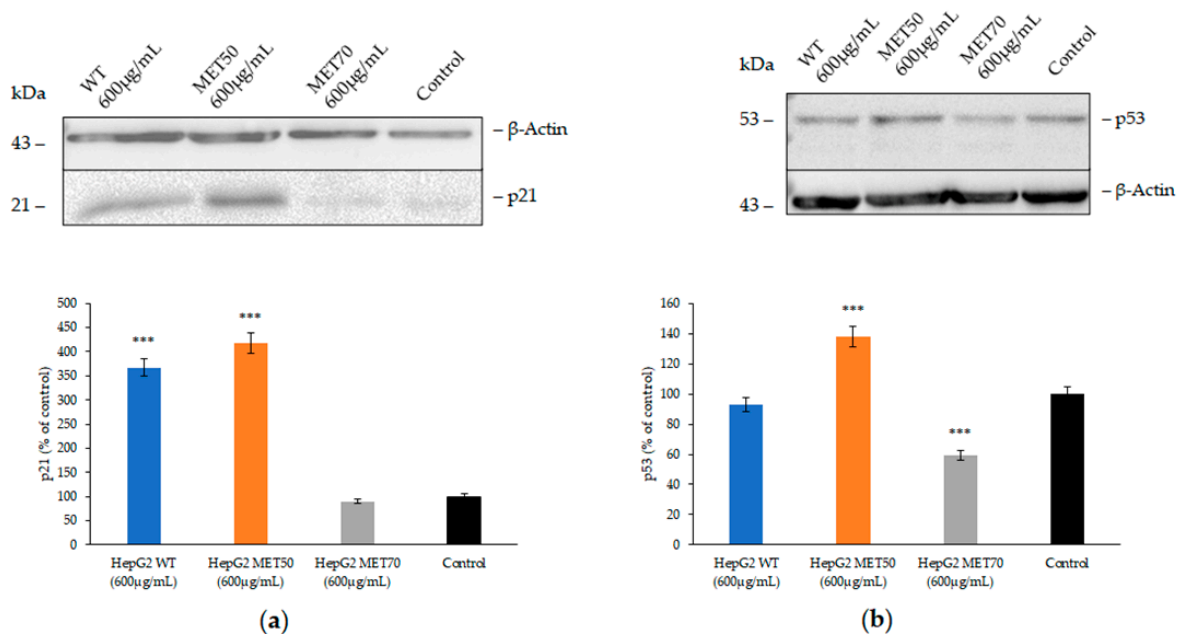 WT
600μg/mL
MET50
600μg/mL
MET70
600μg/mL
Control
kDa
43 –
– β-Actin
21 –
– p21
500
450
400
350
300
250
200
150
100
50
0
p21 (% of control)
***
***
HepG2 WT
(600μg/mL)
HepG2 MET50
(600μg/mL)
HepG2 MET70
(600μg/mL)
Control
(a)
WT
600μg/mL
MET50
600μg/mL
MET70
600μg/mL
Control
kDa
53 –
– p53
43 –
– β-Actin
160
140
120
100
80
60
40
20
0
p53 (% of control)
***
***
HepG2 WT
(600μg/mL)
HepG2 MET50
(600μg/mL)
HepG2 MET70
(600μg/mL)
Control
(b)